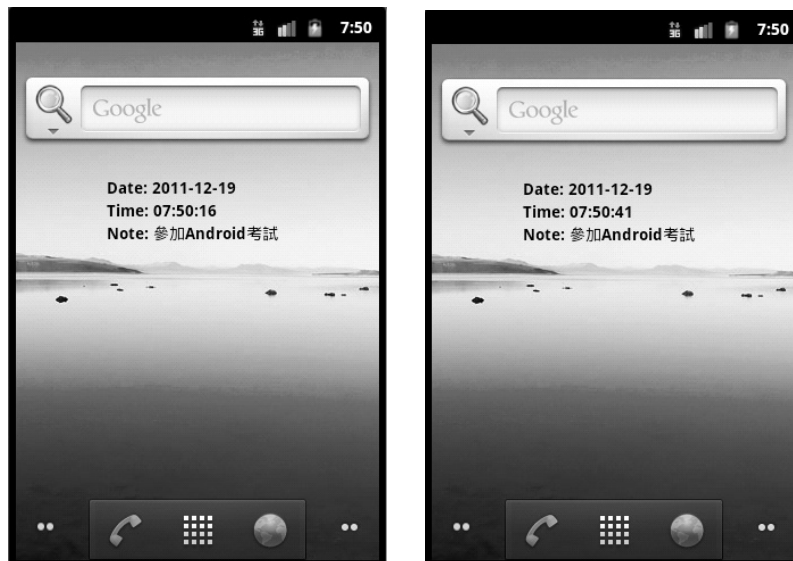 3G 7:50
Google
Date: 2011-12-19
Time: 07:50:16
Note: 參加Android考試
3G 7:50
Google
Date: 2011-12-19
Time: 07:50:41
Note: 參加Android考試